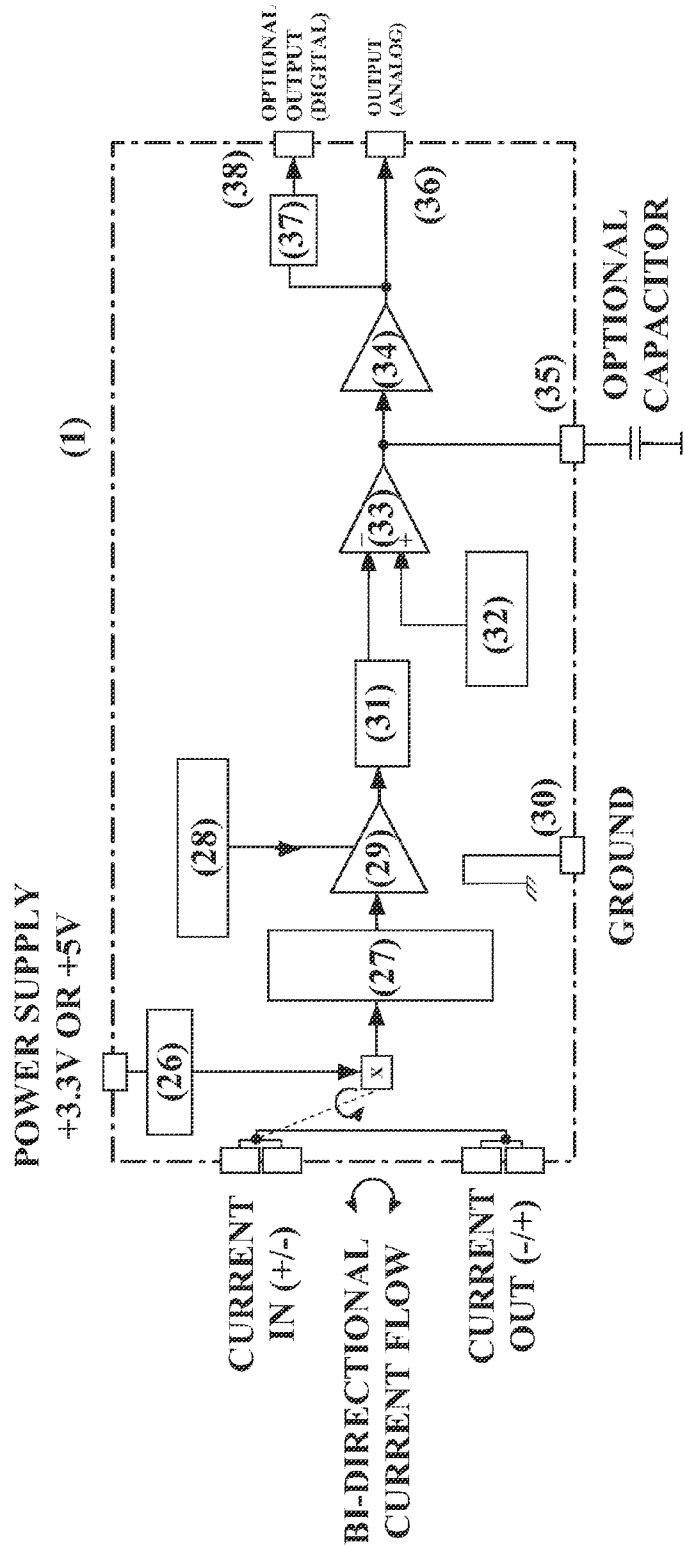 POWER SUPPLY
+3.3V OR +5V
(1)
OPTIONAL
OUTPUT
(DIGITAL)
(38)
(37)
OUTPUT
(ANALOG)
(36)
(26)
(28)
CURRENT
IN (+/-)
x
(27)
(29)
(31)
−
(33)
+
(34)
BI-DIRECTIONAL
CURRENT FLOW
(32)
CURRENT
OUT (-/+)
(30)
GROUND
(35)
OPTIONAL
CAPACITOR